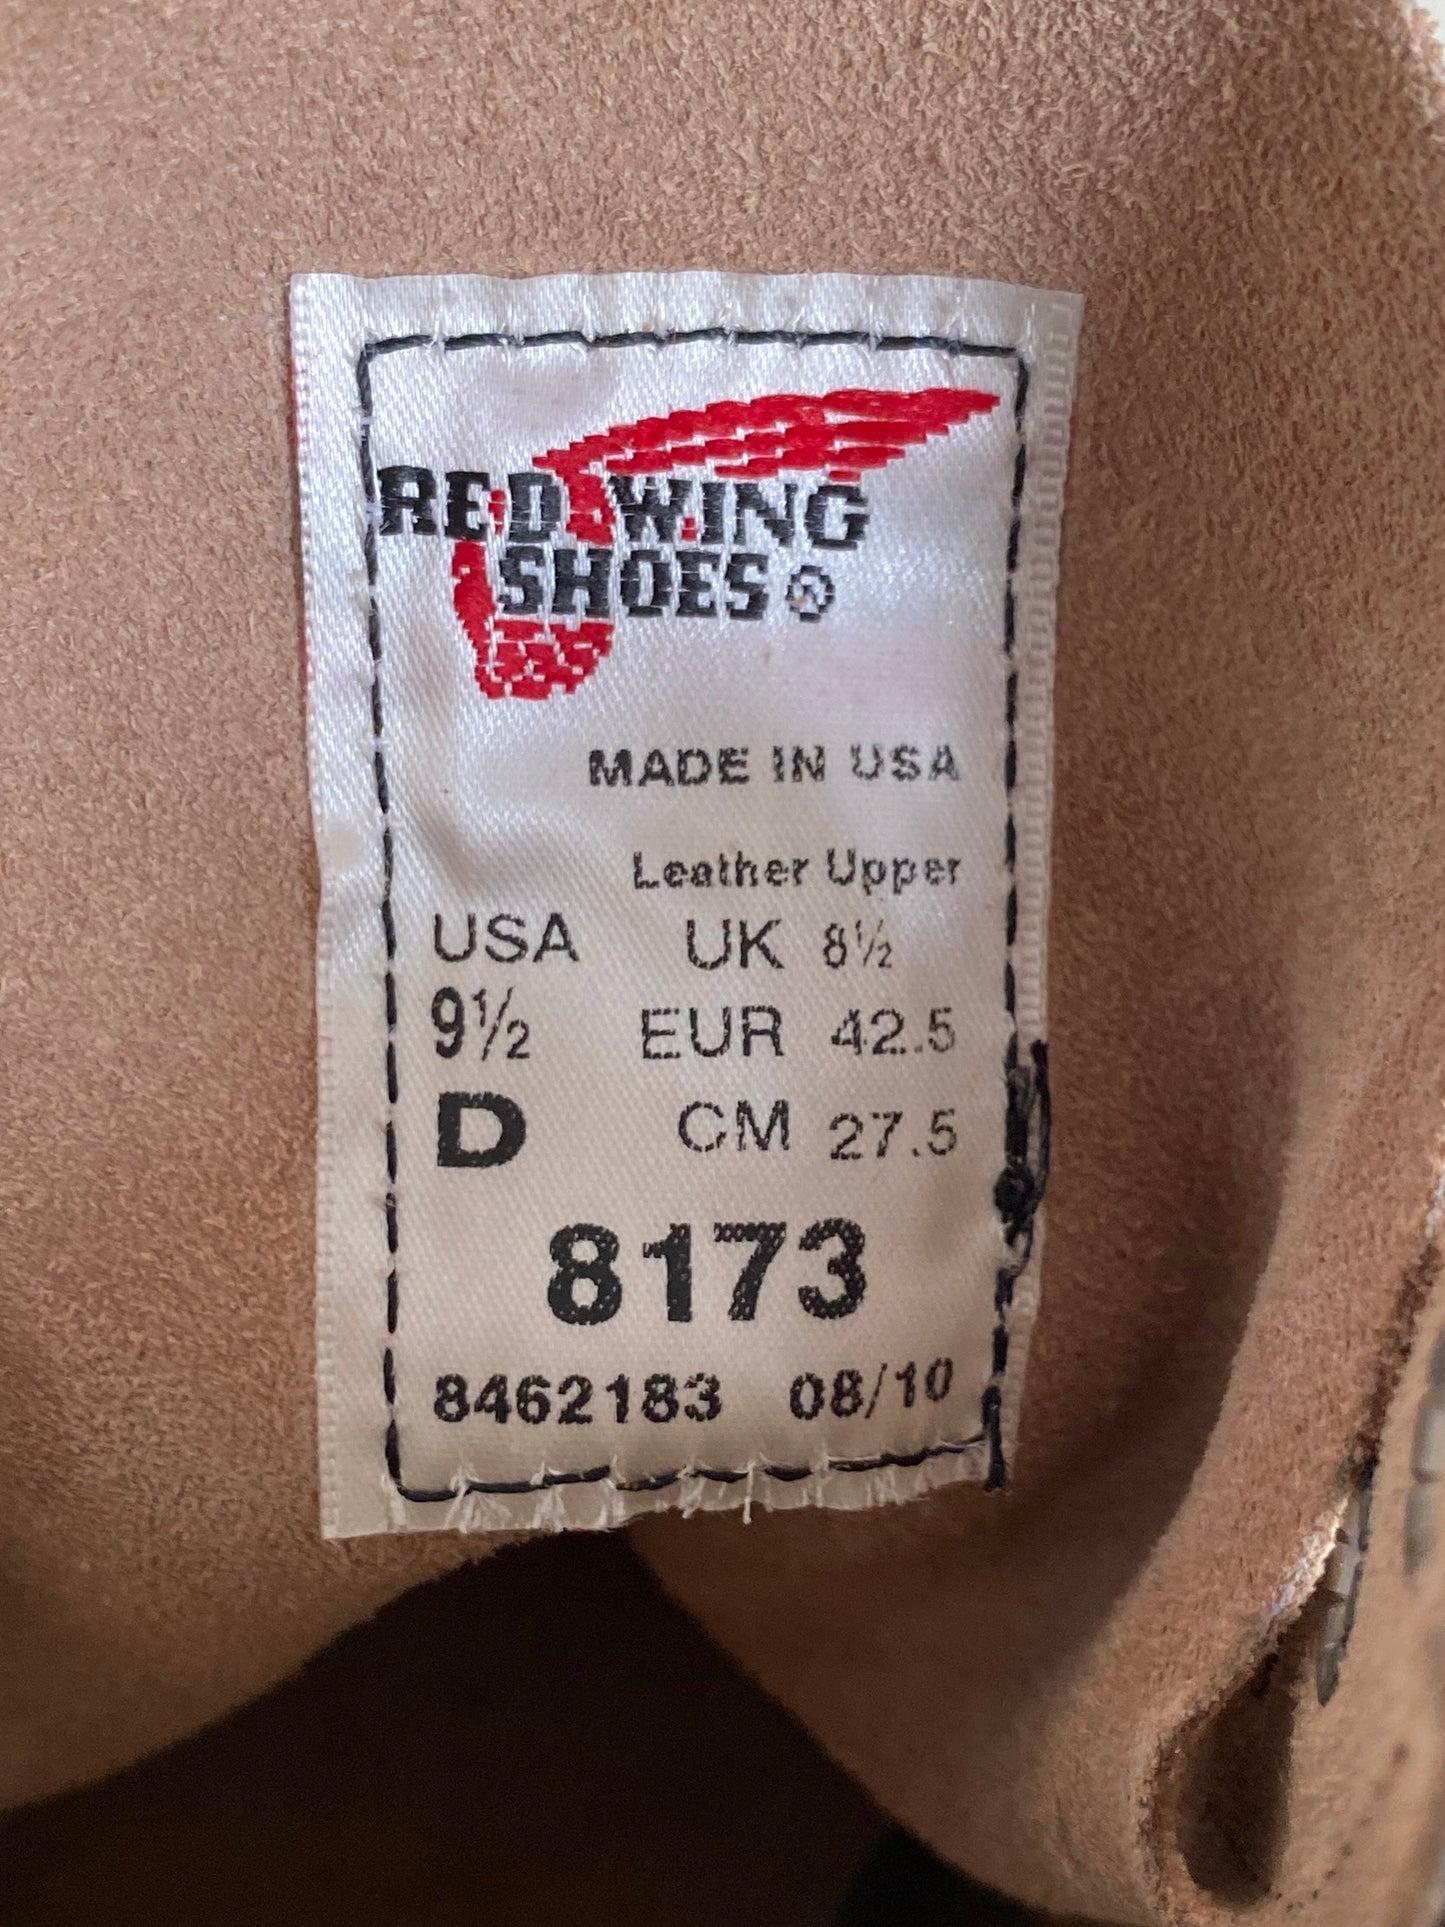 RED WING
SHOES ®
MADE IN USA
Leather Upper
USA UK 8½
9½ EUR 42.5
D CM 27.5
8173
8462183 08/10